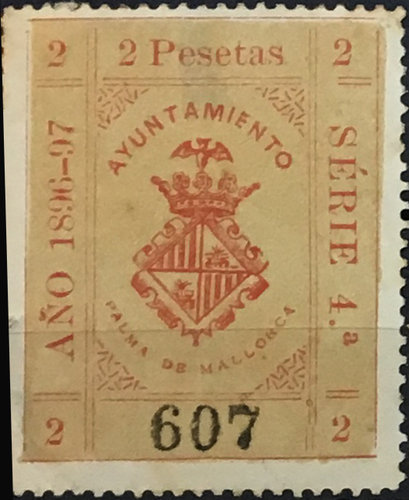 2 2 Pesetas 2
AYUNTAMIENTO
AÑO 1896-97
SÉRIE 4.ª
PALMA DE MALLORCA
2 607 2